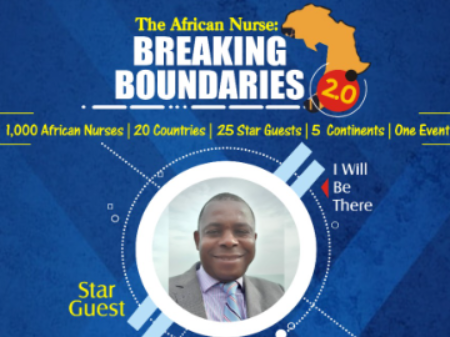 The African Nurse:
BREAKING
BOUNDARIES
2.0
1,000 African Nurses | 20 Countries | 25 Star Guests | 5 Continents | One Event
I Will
Be
There
Star
Guest